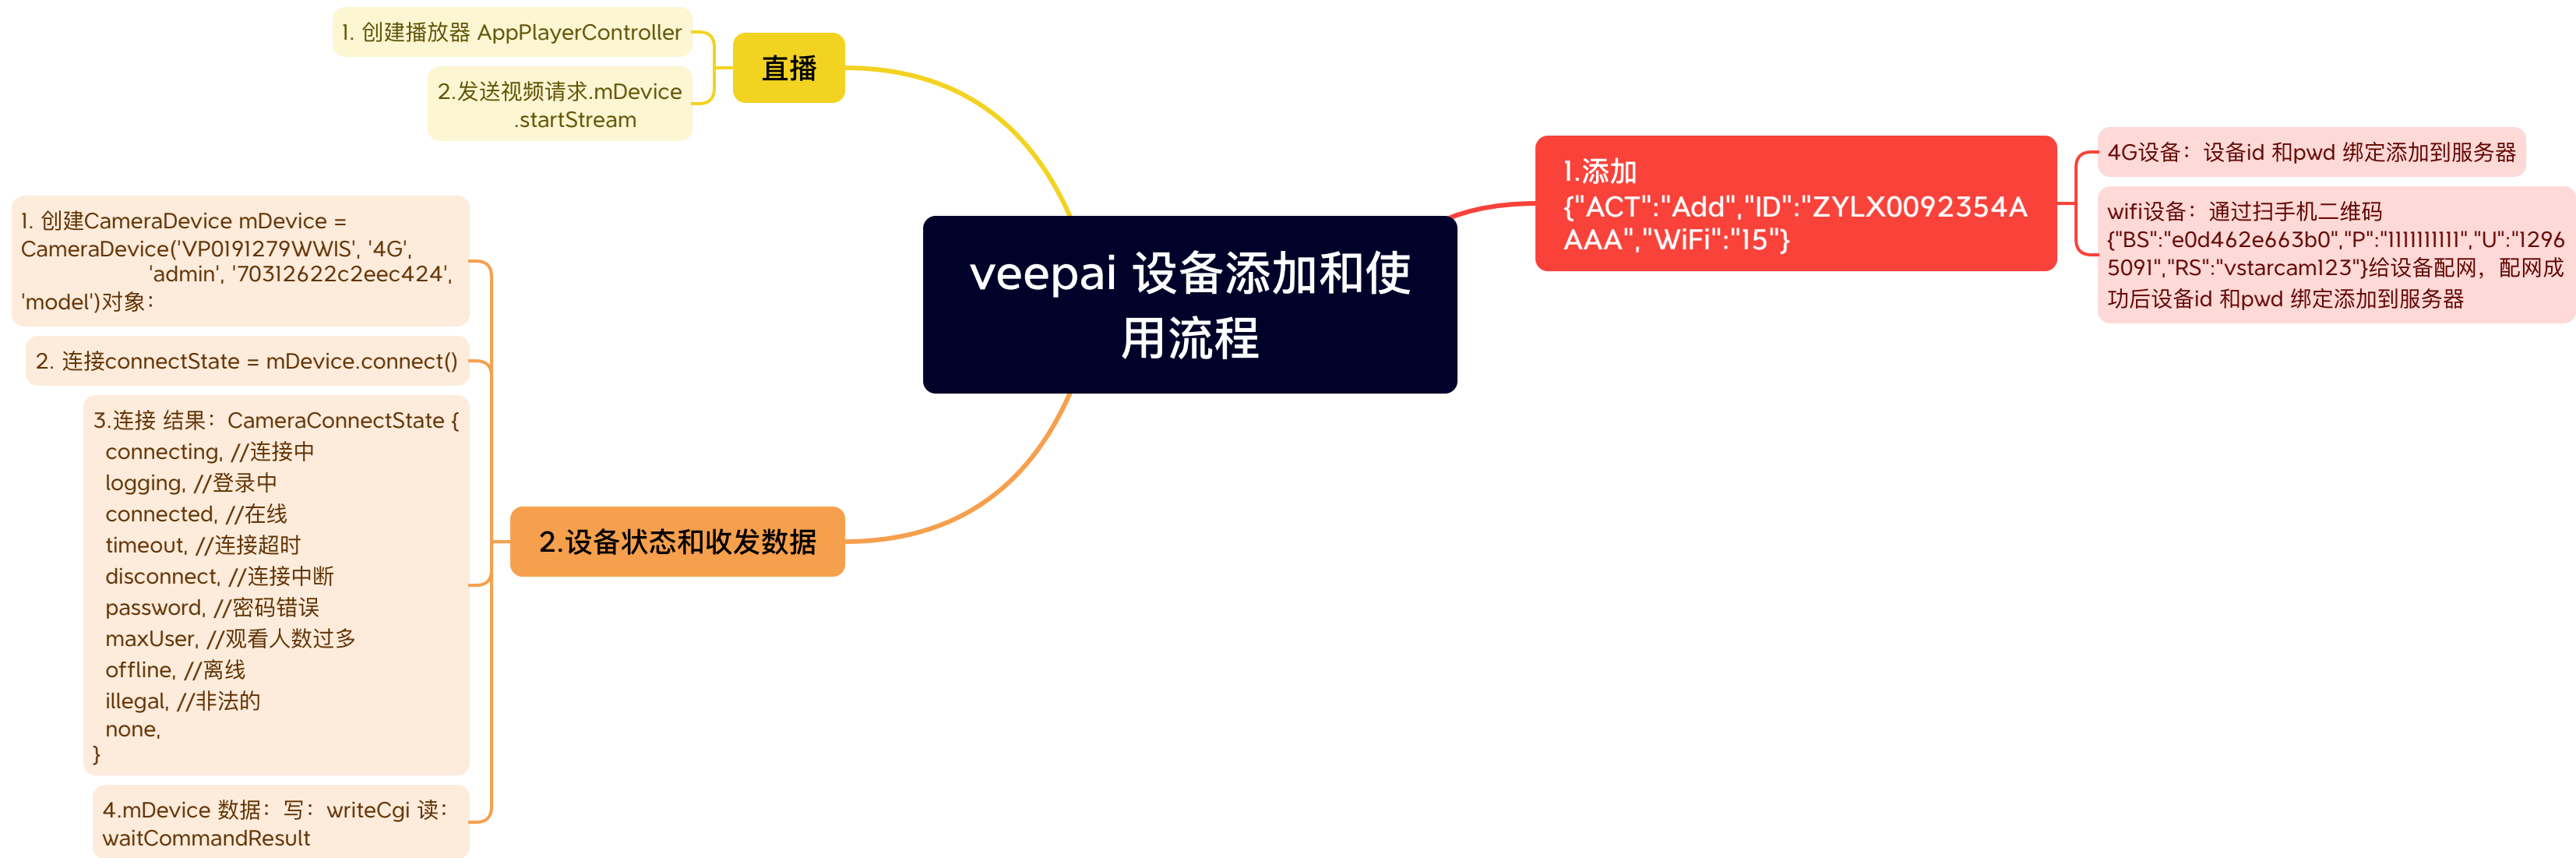 veepai 设备添加和使
用流程
1.添加
{"ACT":"Add","ID":"ZYLX0092354A
AAA","WiFi":"15"}
4G设备：设备id 和pwd 绑定添加到服务器
wifi设备：通过扫手机二维码
{"BS":"e0d462e663b0","P":"1111111111","U":"1296
5091","RS":"vstarcam123"}给设备配网，配网成
功后设备id 和pwd 绑定添加到服务器
直播
1. 创建播放器 AppPlayerController
2.发送视频请求.mDevice
.startStream
2.设备状态和收发数据
1. 创建CameraDevice mDevice =
CameraDevice('VP0191279WWIS', '4G',
'admin', '70312622c2eec424',
'model')对象：
2. 连接connectState = mDevice.connect()
3.连接 结果：CameraConnectState {
connecting, //连接中
logging, //登录中
connected, //在线
timeout, //连接超时
disconnect, //连接中断
password, //密码错误
maxUser, //观看人数过多
offline, //离线
illegal, //非法的
none,
}
4.mDevice 数据：写：writeCgi 读：
waitCommandResult